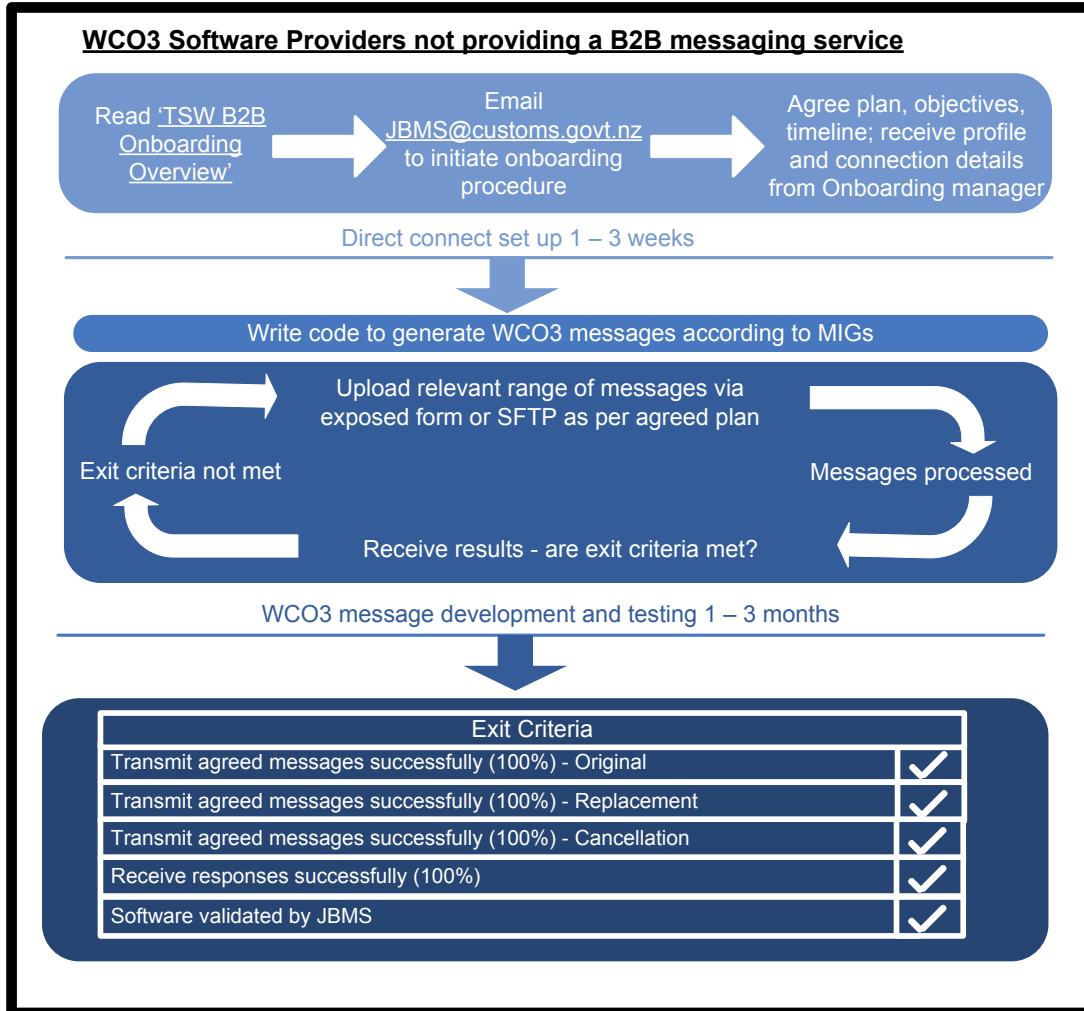 WCO3 Software Providers not providing a B2B messaging service
Read ‘TSW B2B
Onboarding
Overview’
Email
JBMS@customs.govt.nz
to initiate onboarding
procedure
Agree plan, objectives,
timeline; receive profile
and connection details
from Onboarding manager
Direct connect set up 1 – 3 weeks
Write code to generate WCO3 messages according to MIGs
Upload relevant range of messages via
exposed form or SFTP as per agreed plan
Exit criteria not met
Messages processed
Receive results - are exit criteria met?
WCO3 message development and testing 1 – 3 months
Exit Criteria
Transmit agreed messages successfully (100%) - Original
Transmit agreed messages successfully (100%) - Replacement
Transmit agreed messages successfully (100%) - Cancellation
Receive responses successfully (100%)
Software validated by JBMS